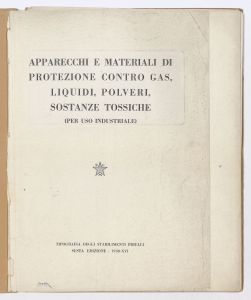 APPARECCHI E MATERIALI DI
PROTEZIONE CONTRO GAS,
LIQUIDI, POLVERI,
SOSTANZE TOSSICHE
(PER USO INDUSTRIALE)
TIPOGRAFIA DEGLI STABILIMENTI PIRELLI
SESTA EDIZIONE - 1938-XVI